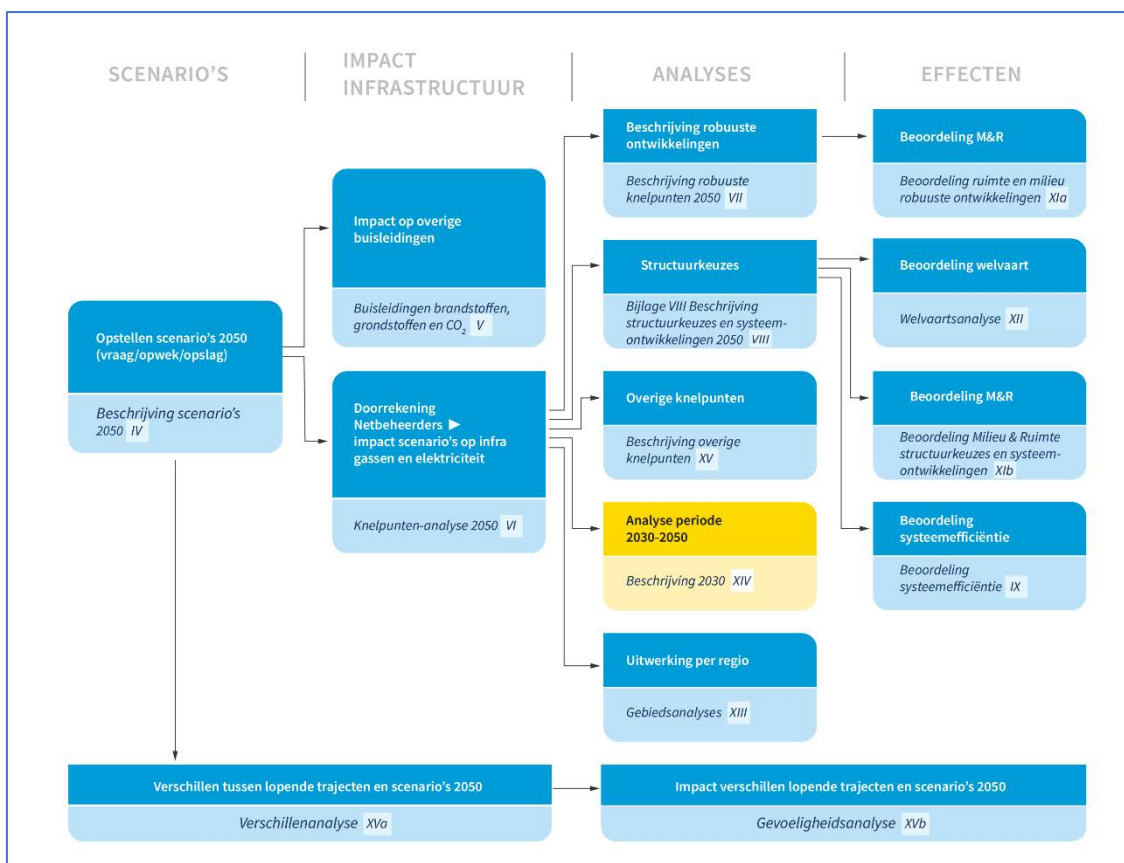 SCENARIO'S
IMPACT
INFRASTRUCTUUR
ANALYSES
EFFECTEN
Opstellen scenario's 2050
(vraag/opwek/opslag)
Beschrijving scenario's
2050 IV
Impact op overige
buisleidingen
Buisleidingen brandstoffen,
grondstoffen en CO₂ V
Doorrekening
Netbeheerders ►
impact scenario's op infra
gassen en elektriciteit
Knelpunten-analyse 2050 VI
Beschrijving robuuste
ontwikkelingen
Beschrijving robuuste
knelpunten 2050 VII
Structuurkeuzes
Bijlage VIII Beschrijving
structuurkeuzes en systeem-
ontwikkelingen 2050 VIII
Overige knelpunten
Beschrijving overige
knelpunten XV
Analyse periode
2030-2050
Beschrijving 2030 XIV
Uitwerking per regio
Gebiedsanalyses XIII
Beoordeling M&R
Beoordeling ruimte en milieu
robuuste ontwikkelingen XIa
Beoordeling welvaart
Welvaartsanalyse XII
Beoordeling M&R
Beoordeling Milieu & Ruimte
structuurkeuzes en systeem-
ontwikkelingen XIb
Beoordeling
systeemefficiëntie
Beoordeling
systeemefficiëntie IX
Verschillen tussen lopende trajecten en scenario's 2050
Verschillenanalyse XVa
Impact verschillen lopende trajecten en scenario's 2050
Gevoeligheidsanalyse XVb